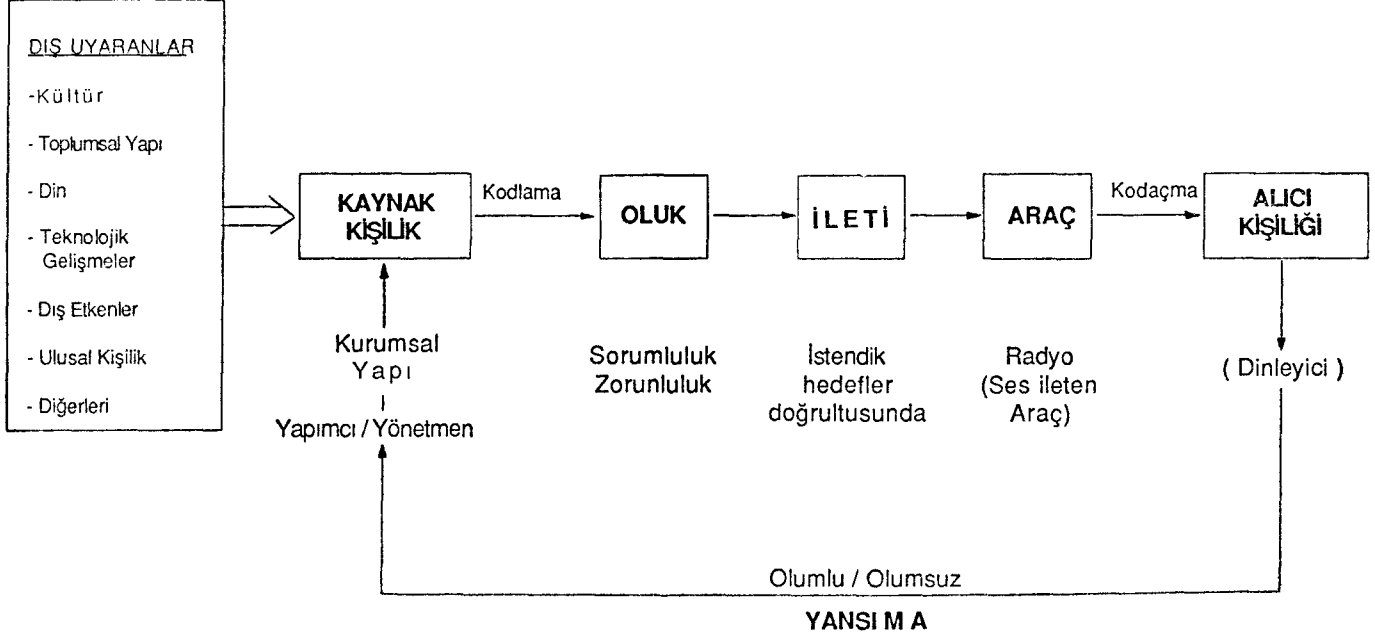 DIŞ UYARANLAR
-Kültür
- Toplumsal Yapı
- Din
- Teknolojik
Gelişmeler
- Dış Etkenler
- Ulusal Kişilik
- Diğerleri
KAYNAK
KİŞİLİK
Kodlama
OLUK
İLETİ
ARAÇ
Kodaçma
ALICI
KİŞİLİĞİ
Kurumsal
Yapı
Yapımcı / Yönetmen
Sorumluluk
Zorunluluk
İstendik
hedefler
doğrultusunda
Radyo
(Ses ileten
Araç)
( Dinleyici )
Olumlu / Olumsuz
YANSIMA